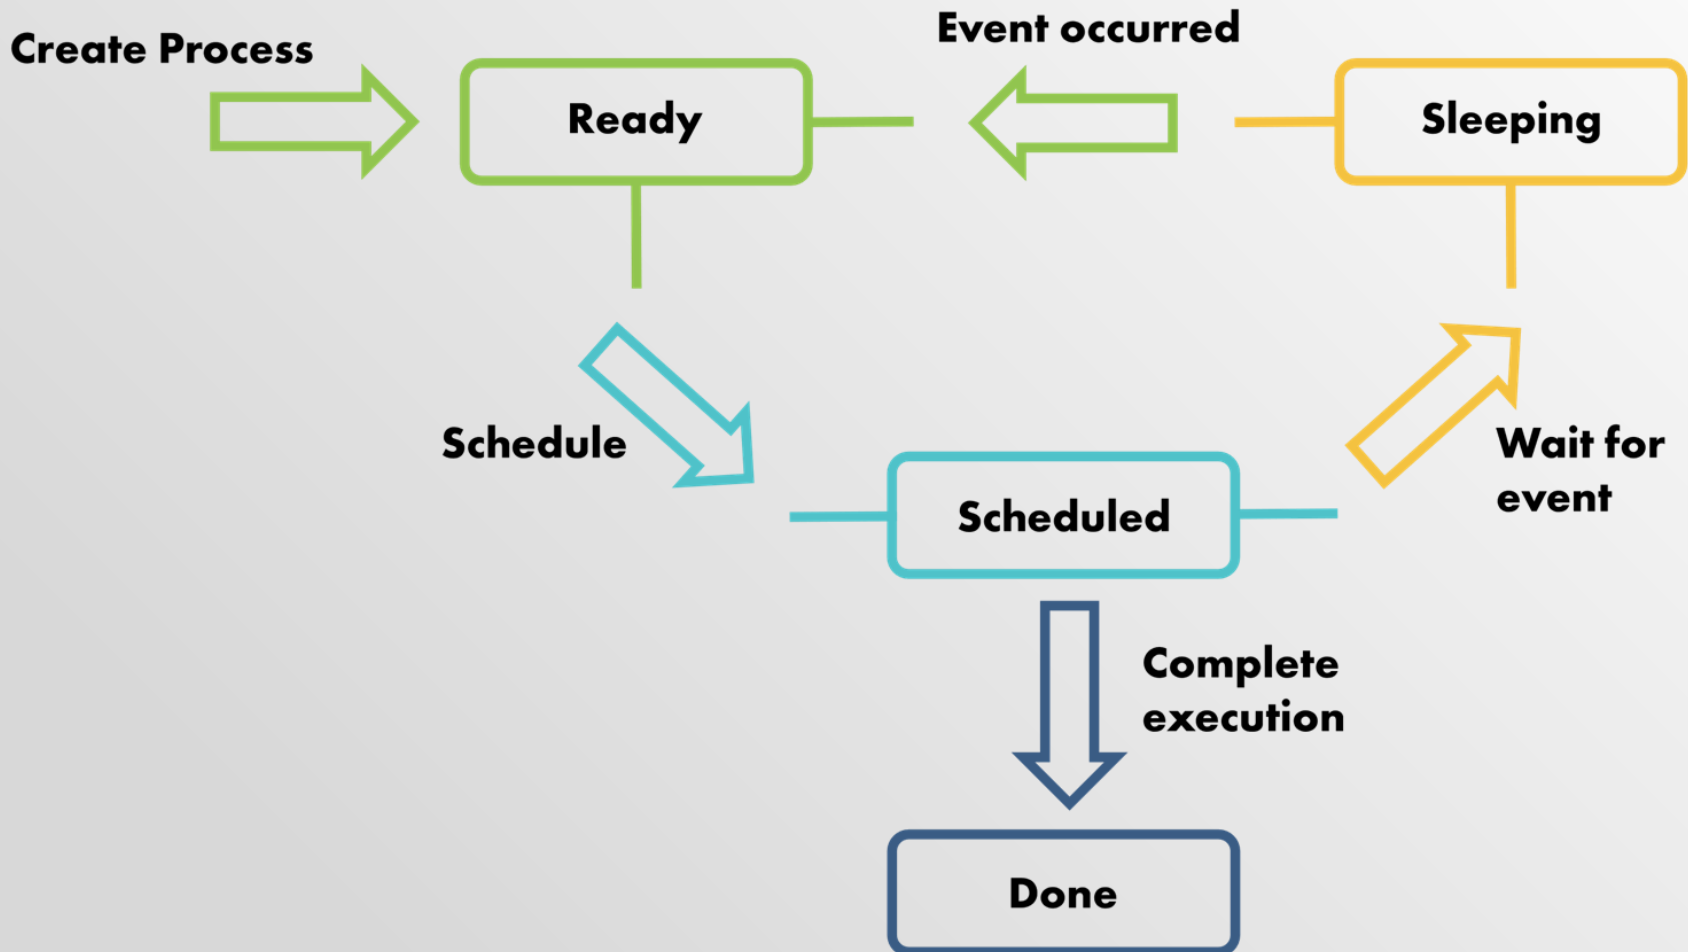 Create Process
Event occurred
Ready
Sleeping
Schedule
Wait for
event
Scheduled
Complete
execution
Done